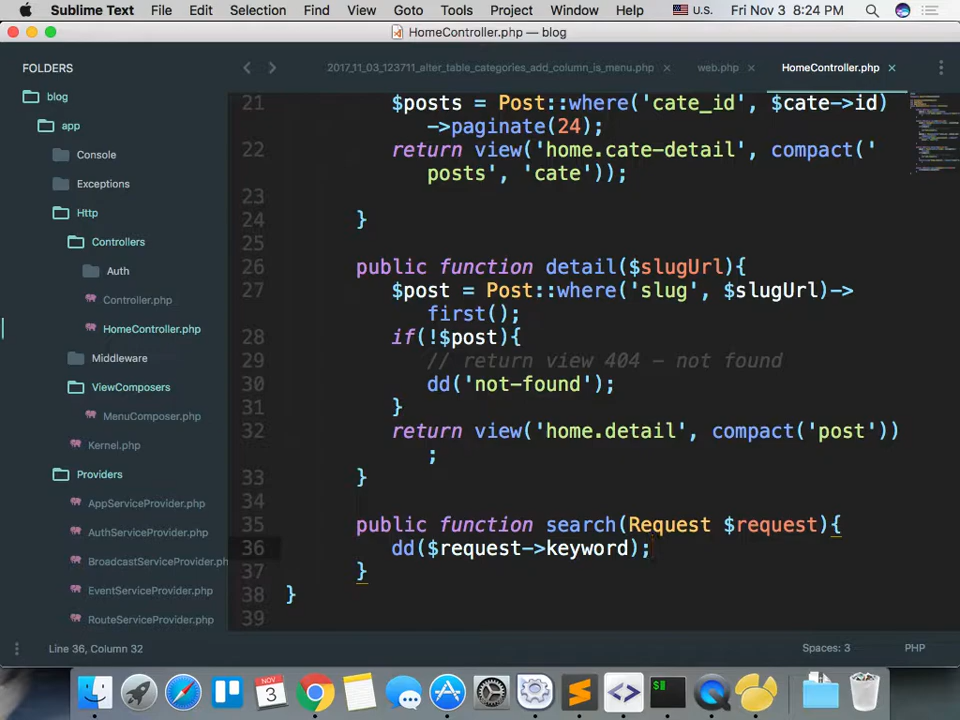 Sublime Text File Edit Selection Find View Goto Tools Project Window Help U.S. Fri Nov 3 8:24 PM
HomeController.php — blog
FOLDERS
blog
app
Console
Exceptions
Http
Controllers
Auth
Controller.php
HomeController.php
Middleware
ViewComposers
MenuComposer.php
Kernel.php
Providers
AppServiceProvider.php
AuthServiceProvider.php
BroadcastServiceProvider.ph
EventServiceProvider.php
RouteServiceProvider.php
2017_11_03_123711_alter_table_categories_add_column_is_menu.php × web.php × HomeController.php ×
21 $posts = Post::where('cate_id', $cate->id)
->paginate(24);
22 return view('home.cate-detail', compact('
posts', 'cate'));
23
24 }
25
26 public function detail($slugUrl){
27 $post = Post::where('slug', $slugUrl)->
first();
28 if(!$post){
29 // return view 404 - not found
30 dd('not-found');
31 }
32 return view('home.detail', compact('post'))
;
33 }
34
35 public function search(Request $request){
36 dd($request->keyword);
37 }
38 }
39
Line 36, Column 32 Spaces: 3 PHP
NOV
3